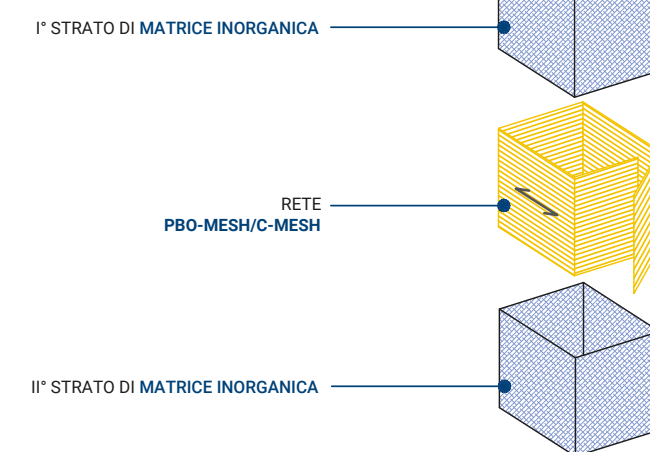 I° STRATO DI MATRICE INORGANICA
RETE
PBO-MESH/C-MESH
II° STRATO DI MATRICE INORGANICA